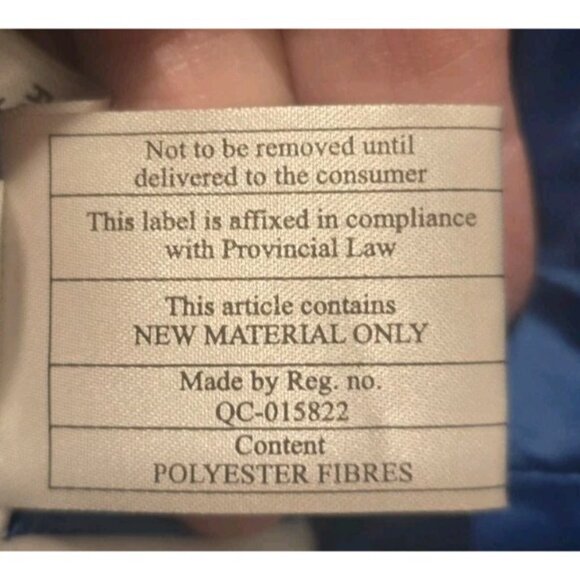 Not to be removed until
delivered to the consumer
This label is affixed in compliance
with Provincial Law
This article contains
NEW MATERIAL ONLY
Made by Reg. no.
QC-015822
Content
POLYESTER FIBRES